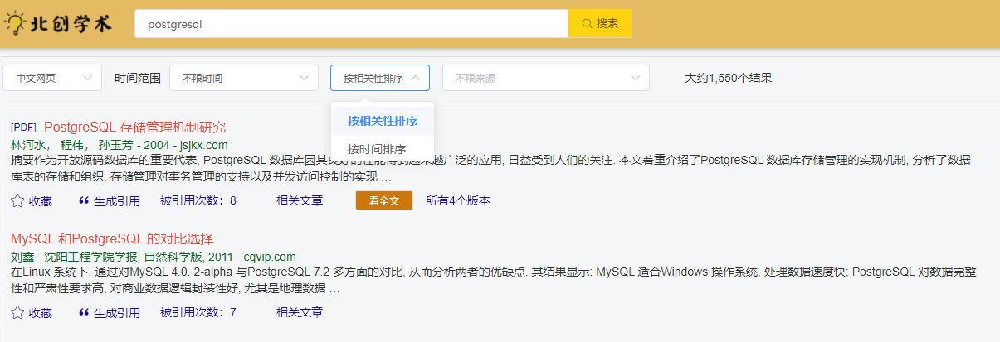 北创学术
postgresql
搜索
中文网页
时间范围
不限时间
按相关性排序
不限来源
大约1,550个结果
按相关性排序
按时间排序
[PDF] PostgreSQL 存储管理机制研究
林河水， 程伟， 孙玉芳 - 2004 - jsjkx.com
摘要作为开放源码数据库的重要代表, PostgreSQL 数据库因其良好的性能得到越来越广泛的应用, 日益受到人们的关注. 本文着重介绍了PostgreSQL 数据库存储管理的实现机制, 分析了数据
库表的存储和组织, 存储管理对事务管理的支持以及并发访问控制的实现 …
收藏 生成引用 被引用次数：8 相关文章 看全文 所有4个版本
MySQL 和PostgreSQL 的对比选择
刘鑫 - 沈阳工程学院学报: 自然科学版, 2011 - cqvip.com
在Linux 系统下, 通过对MySQL 4.0. 2-alpha 与PostgreSQL 7.2 多方面的对比, 从而分析两者的优缺点. 其结果显示: MySQL 适合Windows 操作系统, 处理数据速度快; PostgreSQL 对数据完整
性和严肃性要求高, 对商业数据逻辑封装性好, 尤其是地理数据 …
收藏 生成引用 被引用次数：7 相关文章